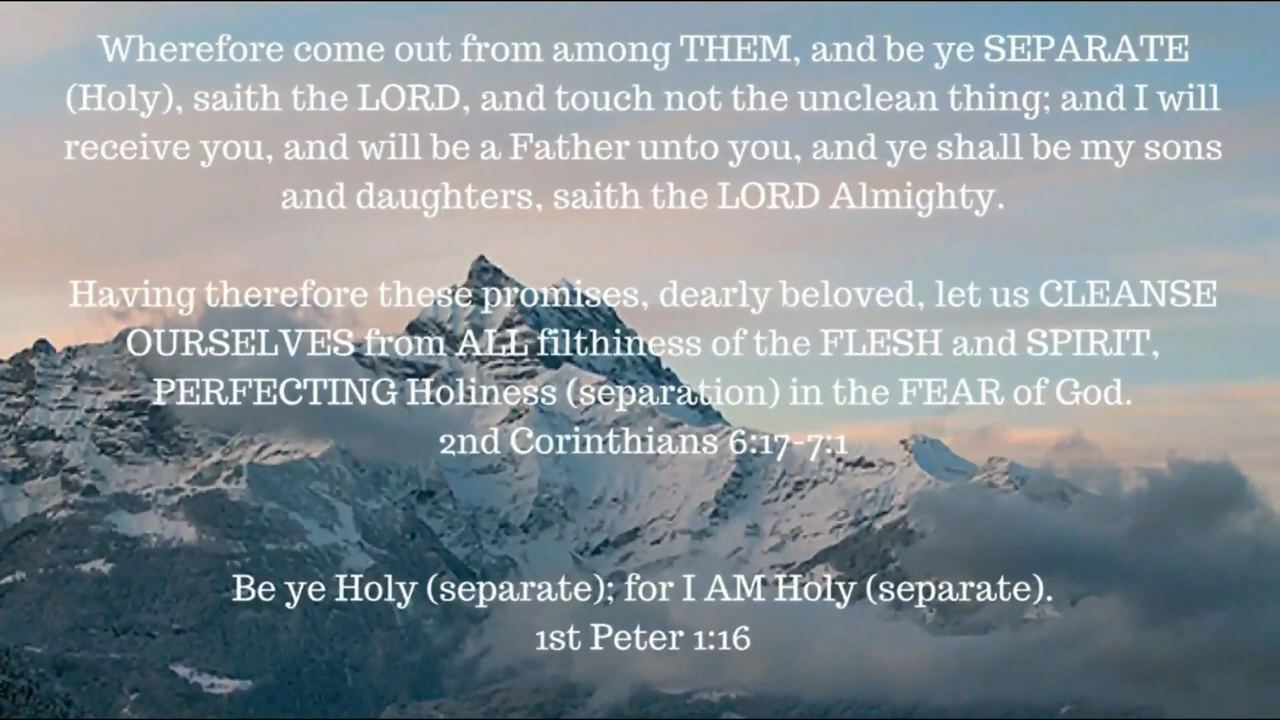 Wherefore come out from among THEM, and be ye SEPARATE
(Holy), saith the LORD, and touch not the unclean thing; and I will
receive you, and will be a Father unto you, and ye shall be my sons
and daughters, saith the LORD Almighty.
Having therefore these promises, dearly beloved, let us CLEANSE
OURSELVES from ALL filthiness of the FLESH and SPIRIT,
PERFECTING Holiness (separation) in the FEAR of God.
2nd Corinthians 6:17-7:1
Be ye Holy (separate); for I AM Holy (separate).
1st Peter 1:16